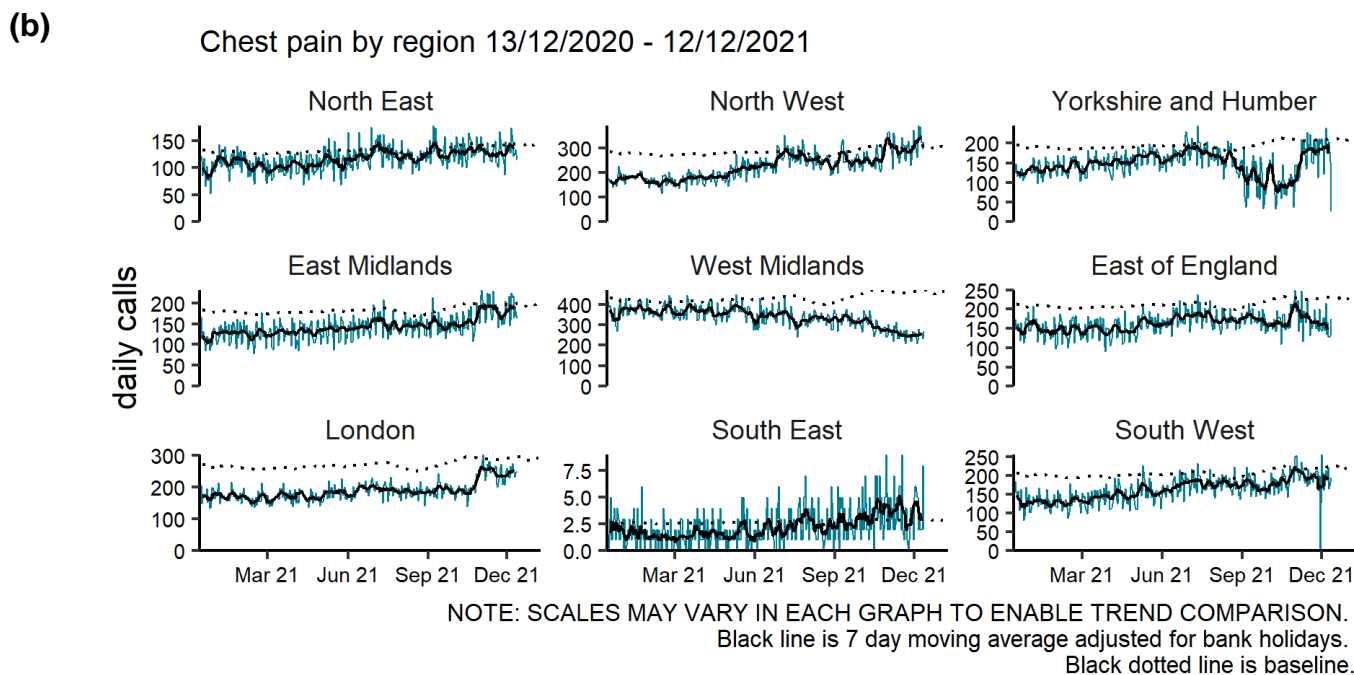 (b)
Chest pain by region 13/12/2020 - 12/12/2021
North East
North West
Yorkshire and Humber
150
100
50
0
300
200
100
0
200
150
100
50
0
East Midlands
West Midlands
East of England
daily calls
200
150
100
50
0
400
300
200
100
0
250
200
150
100
50
0
London
South East
South West
300
200
100
0
7.5
5.0
2.5
0.0
250
200
150
100
50
0
Mar 21 Jun 21 Sep 21 Dec 21
Mar 21 Jun 21 Sep 21 Dec 21
Mar 21 Jun 21 Sep 21 Dec 21
NOTE: SCALES MAY VARY IN EACH GRAPH TO ENABLE TREND COMPARISON.
Black line is 7 day moving average adjusted for bank holidays.
Black dotted line is baseline.